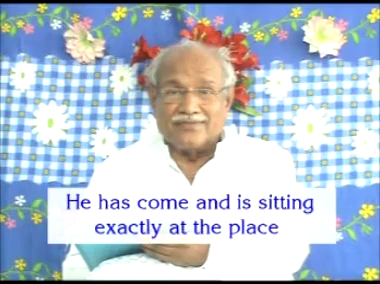 He has come and is sitting
exactly at the place